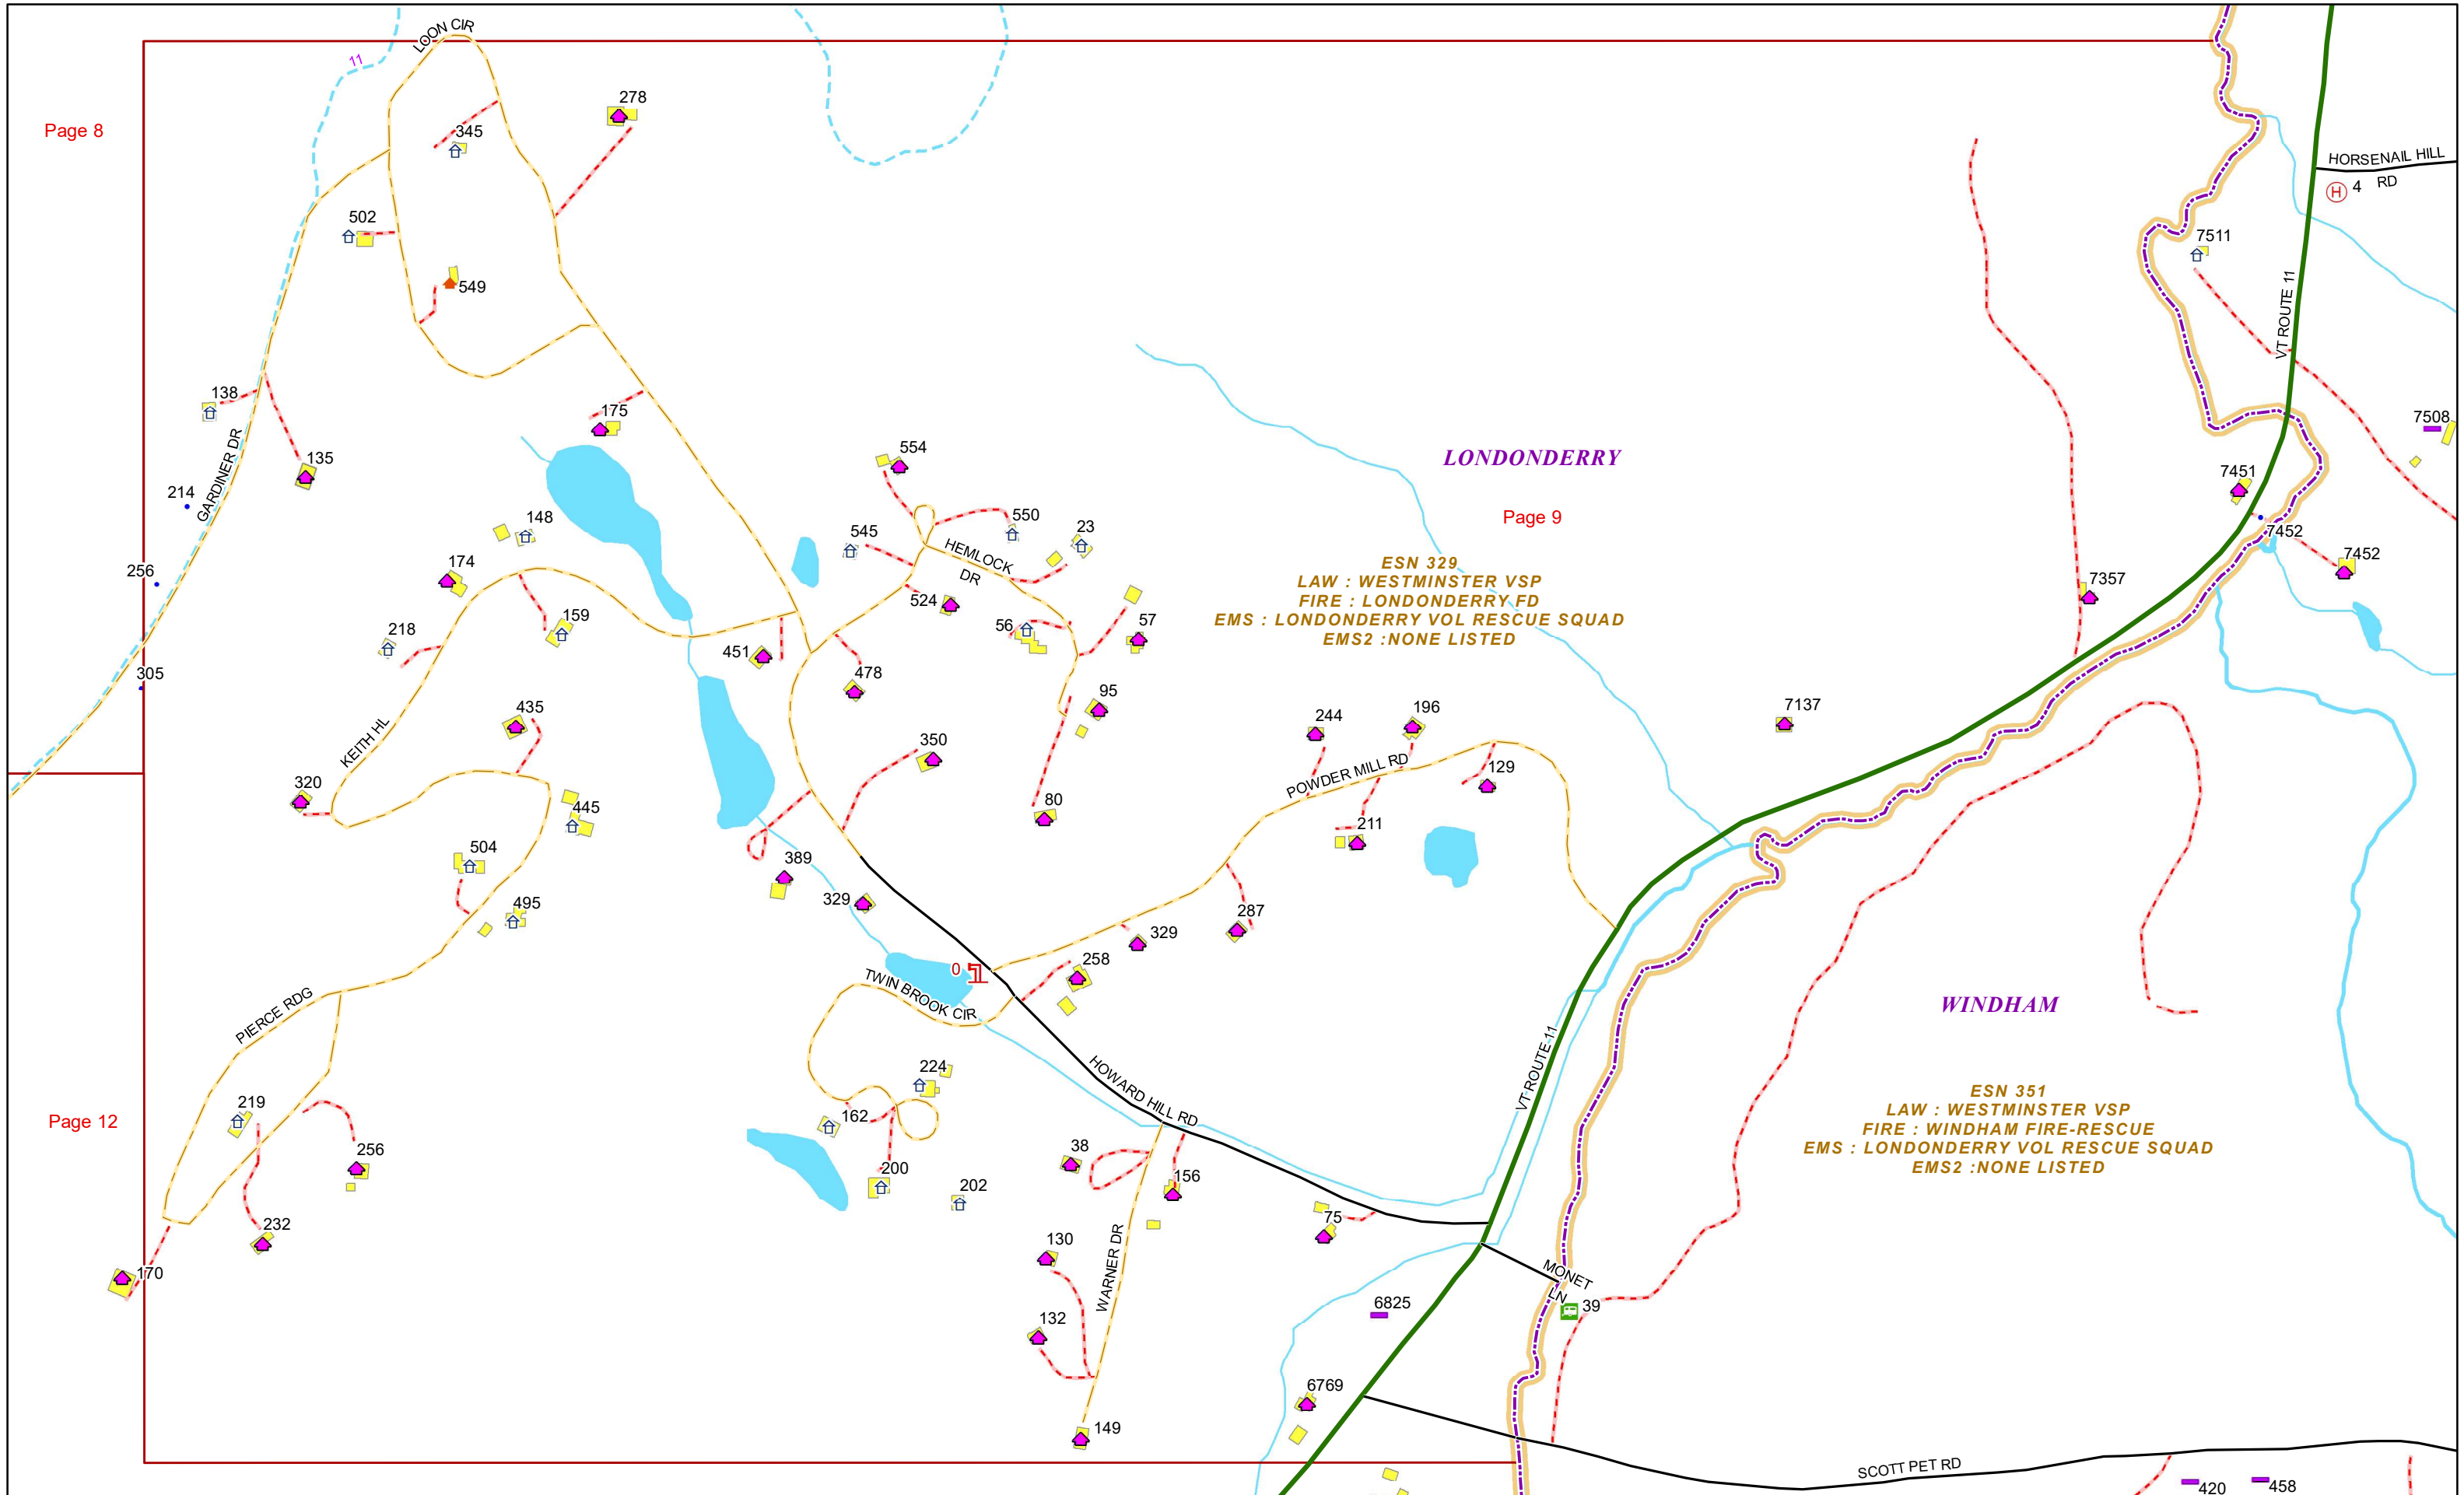 LOON CIR
11
278
Page 8
345
HORSENAIL HILL
RD
H 4
502
7511
549
VT ROUTE 11
138
175
7508
554
LONDONDERRY
135
7451
GARDINER DR
214
148
550
Page 9
545
23
7452
HEMLOCK
DR
256
174
7452
ESN 329
LAW : WESTMINSTER VSP
FIRE : LONDONDERRY FD
EMS : LONDONDERRY VOL RESCUE SQUAD
EMS2 :NONE LISTED
7357
524
159
56
57
218
451
305
478
95
435
244
196
7137
KEITH HL
350
POWDER MILL RD
129
320
80
445
211
504
389
329
495
287
329
0
258
TWIN BROOK CIR
PIERCE RDG
WINDHAM
VT ROUTE 11
HOWARD HILL RD
224
ESN 351
LAW : WESTMINSTER VSP
FIRE : WINDHAM FIRE-RESCUE
EMS : LONDONDERRY VOL RESCUE SQUAD
EMS2 :NONE LISTED
219
162
Page 12
256
38
200
156
202
232
75
130
170
WARNER DR
MONET
LN
39
6825
132
6769
149
SCOTT PET RD
420
458